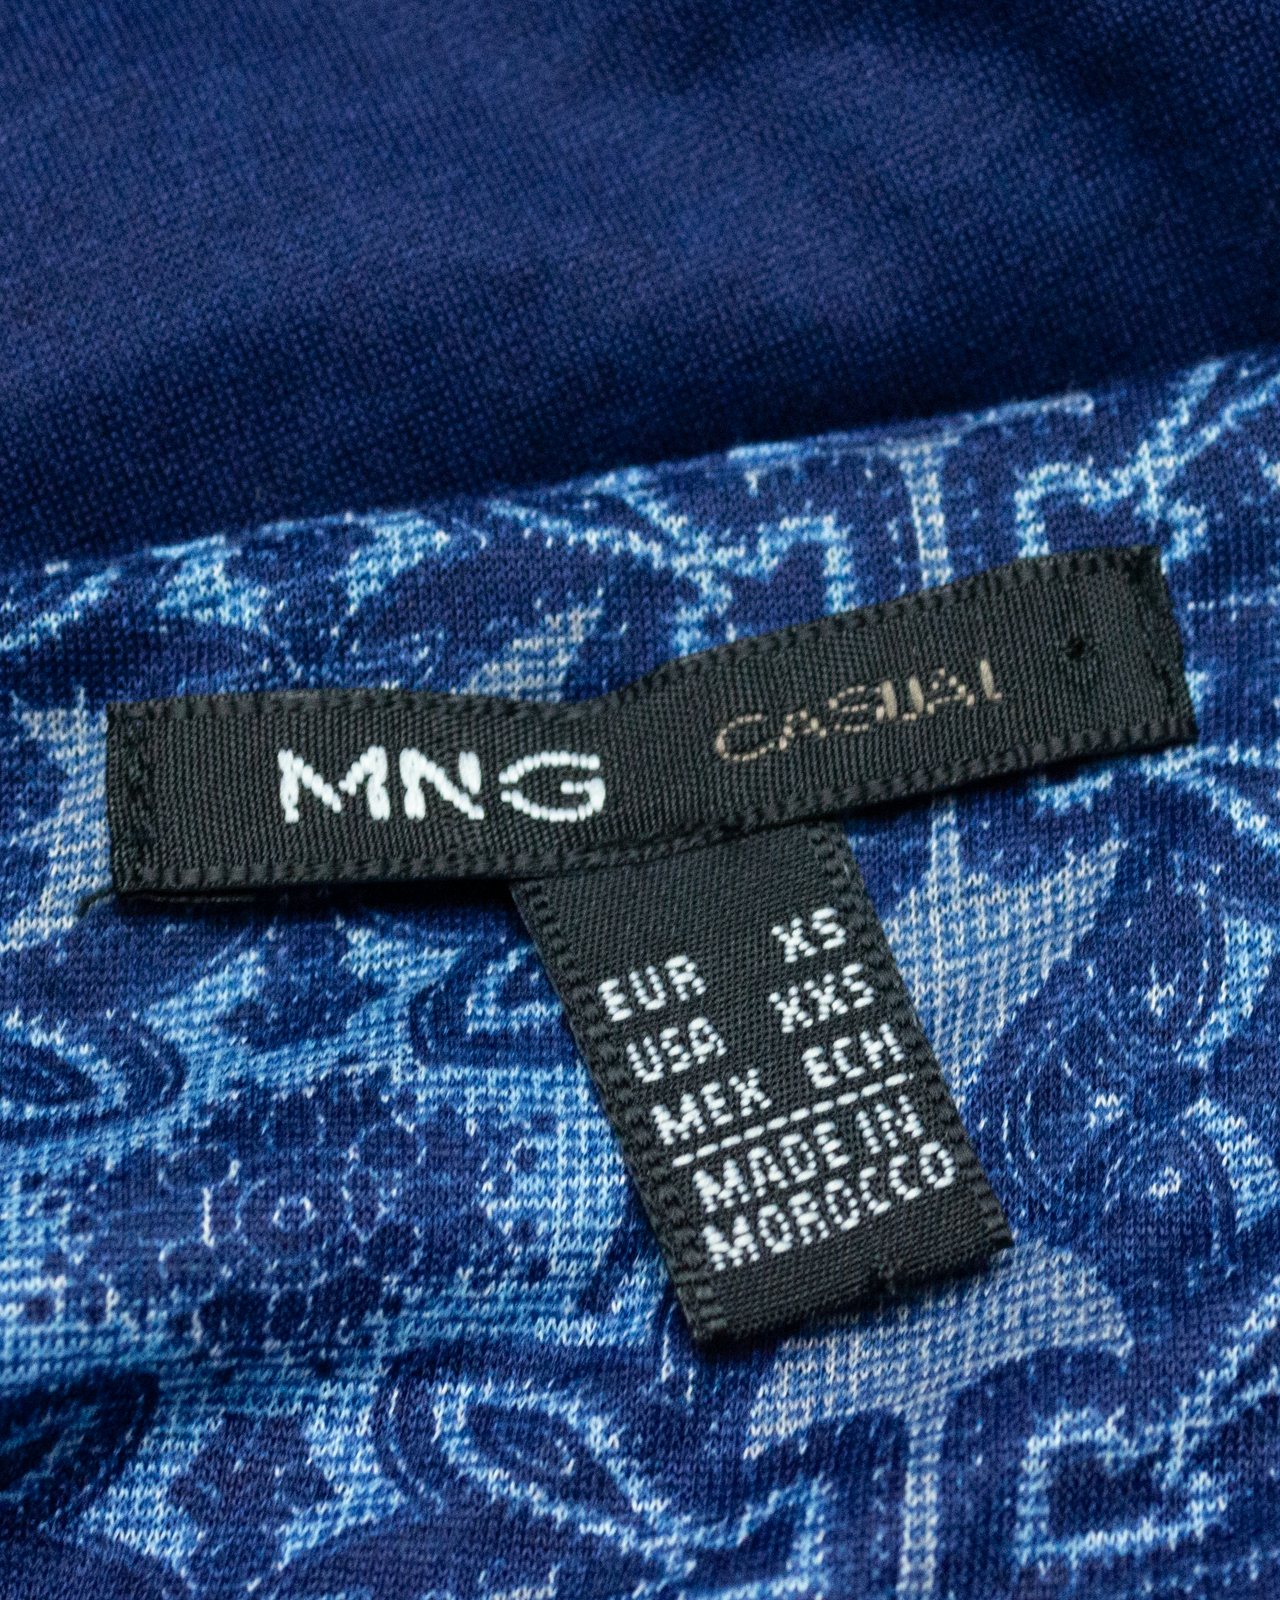 MNG CASUAL
EUR XS
USA XXS
MEX ECH
MADE IN
MOROCCO